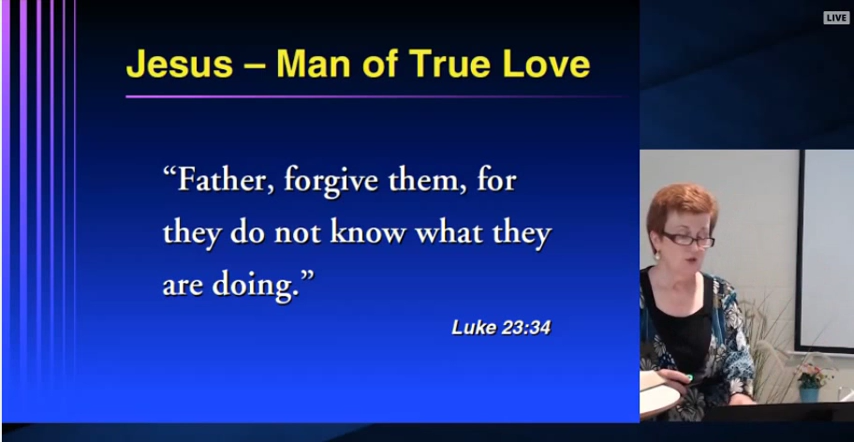 LIVE
Jesus – Man of True Love
“Father, forgive them, for
they do not know what they
are doing.”
Luke 23:34